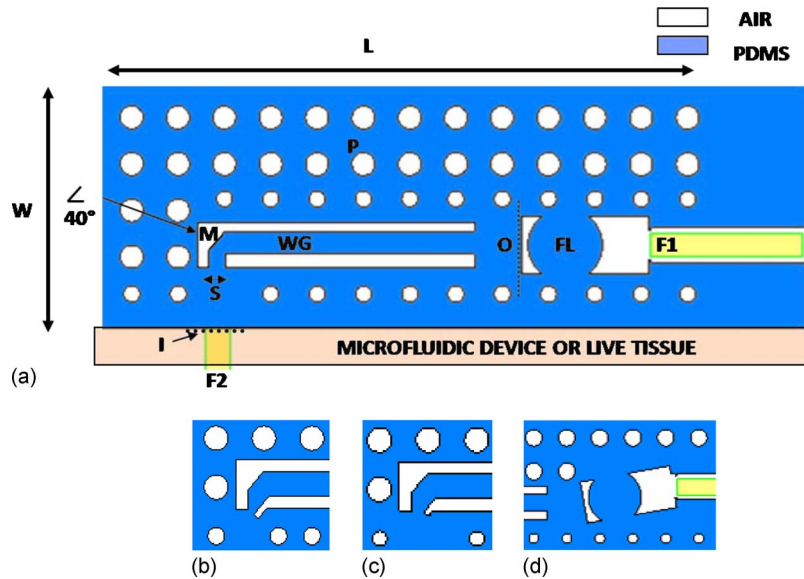 AIR
PDMS
L
W
∠
40°
P
M
WG
S
O
FL
F1
I
F2
MICROFLUIDIC DEVICE OR LIVE TISSUE
(a)
(b)
(c)
(d)